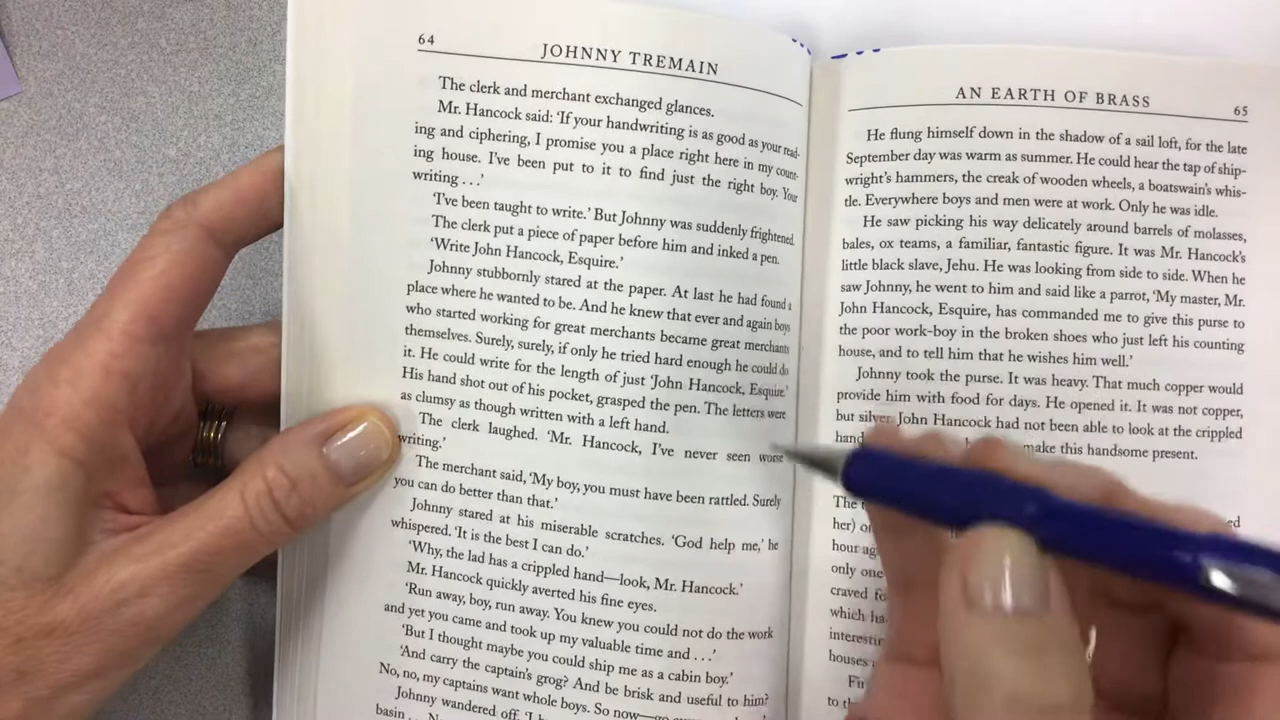 64
JOHNNY TREMAIN
The clerk and merchant exchanged glances.
Mr. Hancock said: 'If your handwriting is as good as your read-
ing and ciphering, I promise you a place right here in my count-
ing house. I've been put to it to find just the right boy. Your
writing . . .'
'I've been taught to write.' But Johnny was suddenly frightened.
The clerk put a piece of paper before him and inked a pen.
'Write John Hancock, Esquire.'
Johnny stubbornly stared at the paper. At last he had found a
place where he wanted to be. And he knew that ever and again boys
who started working for great merchants became great merchants
themselves. Surely, surely, if only he tried hard enough he could do
it. He could write for the length of just 'John Hancock, Esquire.'
His hand shot out of his pocket, grasped the pen. The letters were
as clumsy as though written with a left hand.
The clerk laughed. 'Mr. Hancock, I've never seen worse
writing.'
The merchant said, 'My boy, you must have been rattled. Surely
you can do better than that.'
Johnny stared at his miserable scratches. 'God help me,' he
whispered. 'It is the best I can do.'
'Why, the lad has a crippled hand—look, Mr. Hancock.'
Mr. Hancock quickly averted his fine eyes.
'Run away, boy, run away. You knew you could not do the work
and yet you came and took up my valuable time and . . .'
'But I thought maybe you could ship me as a cabin boy.'
'And carry the captain's grog? And be brisk and useful to him?
No, no, my captains want whole boys. So now—
Johnny wandered off.
basin . . .
AN EARTH OF BRASS
65
He flung himself down in the shadow of a sail loft, for the late
September day was warm as summer. He could hear the tap of ship-
wright's hammers, the creak of wooden wheels, a boatswain's whis-
tle. Everywhere boys and men were at work. Only he was idle.
He saw picking his way delicately around barrels of molasses,
bales, ox teams, a familiar, fantastic figure. It was Mr. Hancock's
little black slave, Jehu. He was looking from side to side. When he
saw Johnny, he went to him and said like a parrot, 'My master, Mr.
John Hancock, Esquire, has commanded me to give this purse to
the poor work-boy in the broken shoes who just left his counting
house, and to tell him that he wishes him well.'
Johnny took the purse. It was heavy. That much copper would
provide him with food for days. He opened it. It was not copper,
but silver. John Hancock had not been able to look at the crippled
hand make this handsome present.
The
her) 
hour
only one
craved
which
houses